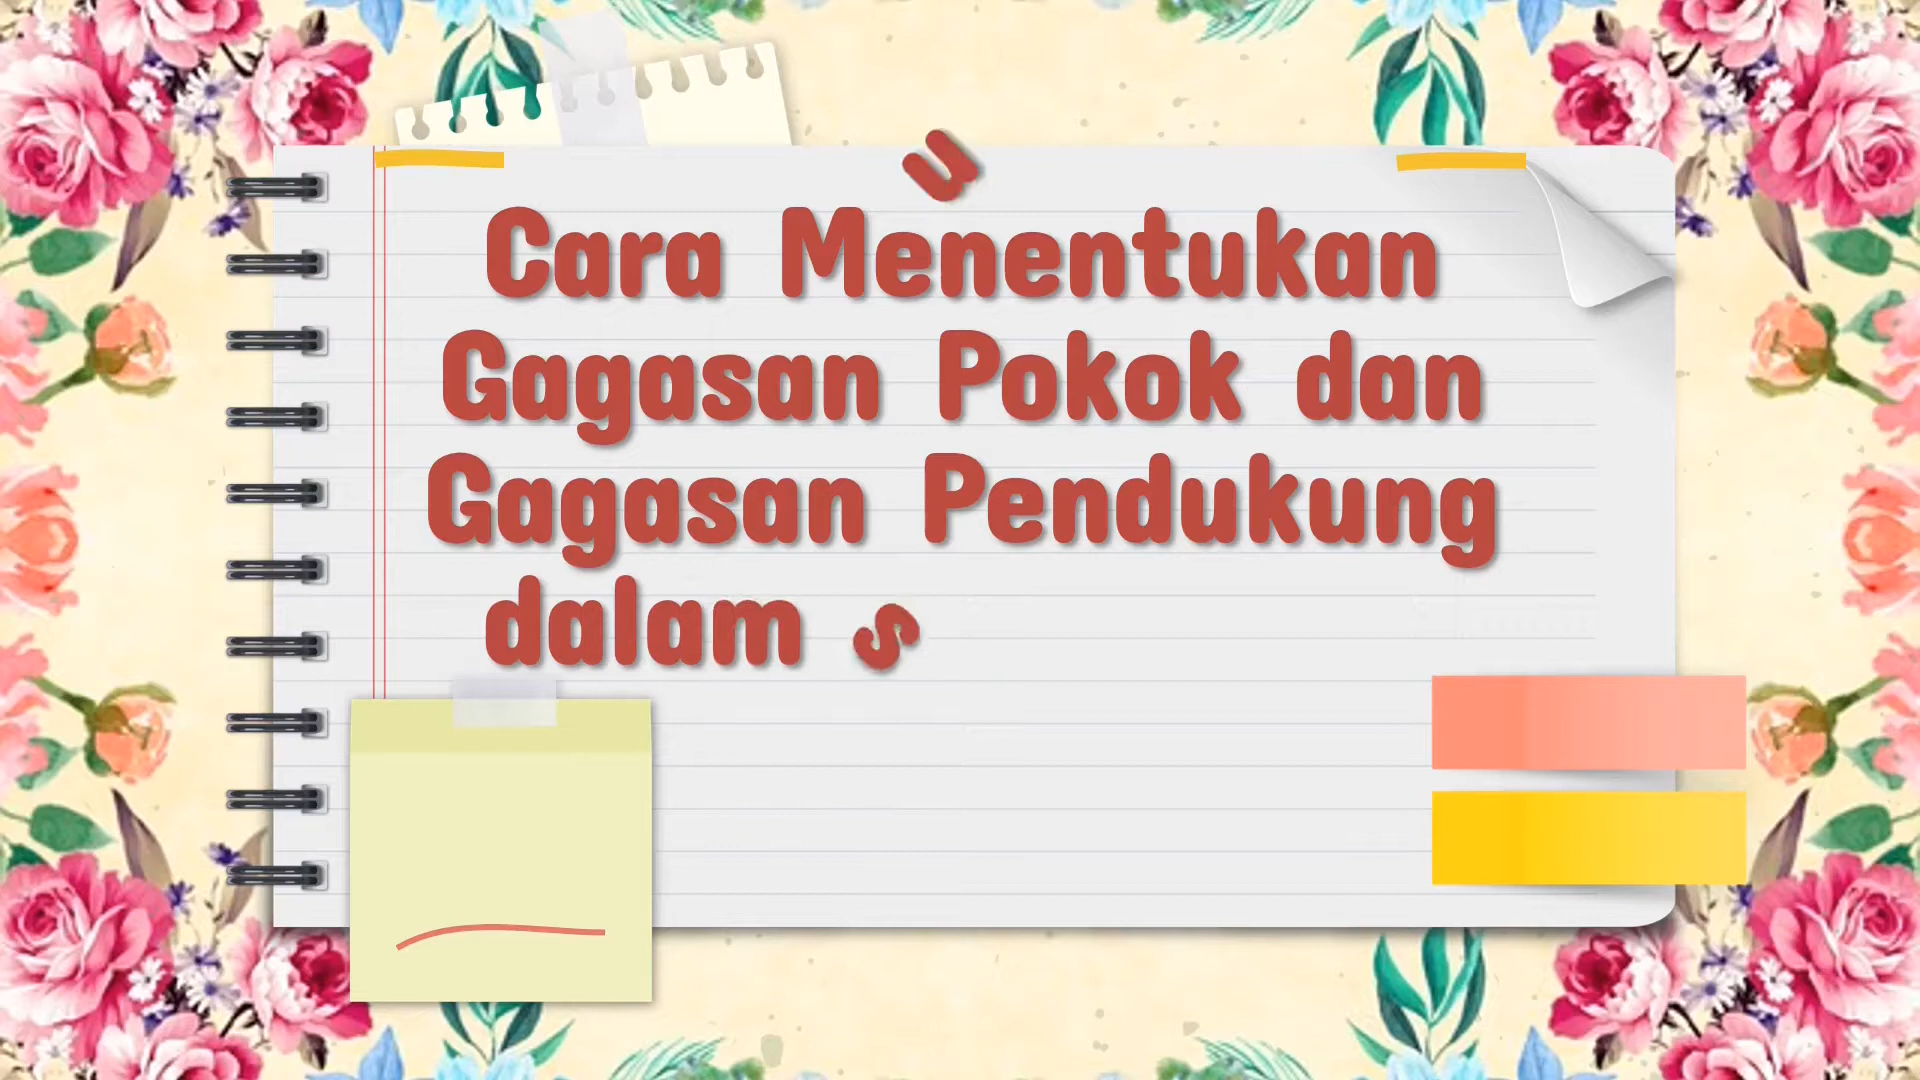 Cara Menentukan
Gagasan Pokok dan
Gagasan Pendukung
dalam s